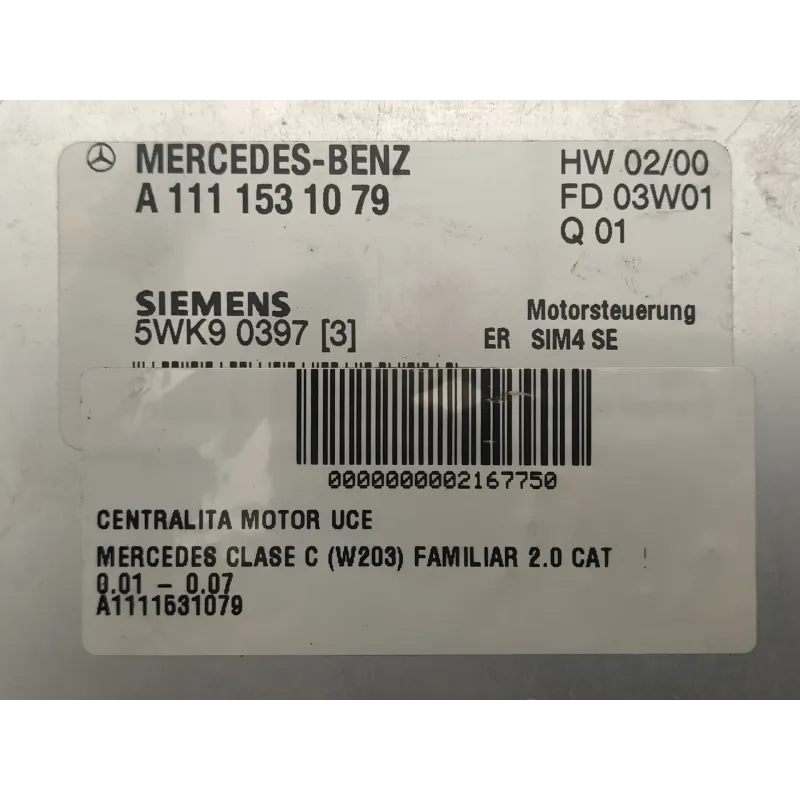 MERCEDES-BENZ HW 02/00
A 111 153 10 79 FD 03W01
Q 01
SIEMENS Motorsteuerung
5WK9 0397 [3] ER SIM4 SE
0000000002167750
CENTRALITA MOTOR UCE
MERCEDES CLASE C (W203) FAMILIAR 2.0 CAT
0.01 - 0.07
A1111531079